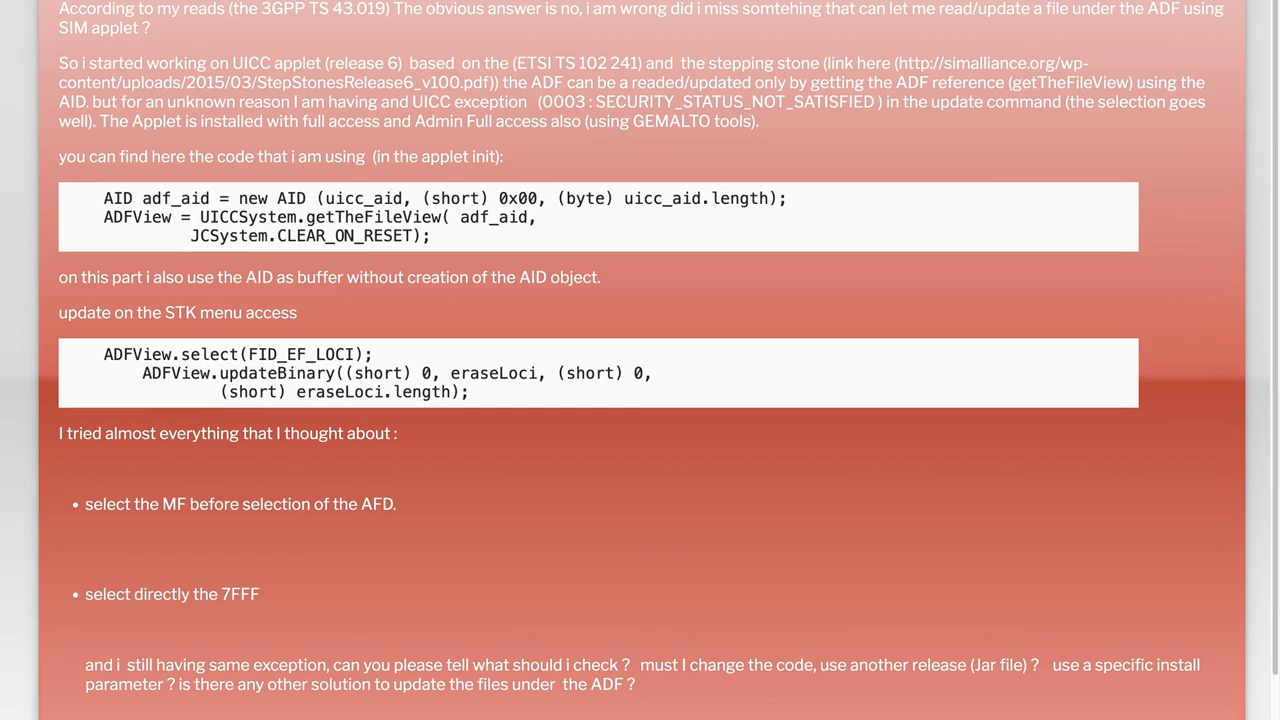 According to my reads (the 3GPP TS 43.019) The obvious answer is no, i am wrong did i miss somtehing that can let me read/update a file under the ADF using
SIM applet ?
So i started working on UICC applet (release 6)  based  on the (ETSI TS 102 241) and  the stepping stone (link here (http://simalliance.org/wp-
content/uploads/2015/03/StepStonesRelease6_v100.pdf)) the ADF can be a readed/updated only by getting the ADF reference (getTheFileView) using the
AID. but for an unknown reason I am having and UICC exception   (0003 : SECURITY_STATUS_NOT_SATISFIED ) in the update command (the selection goes
well). The Applet is installed with full access and Admin Full access also (using GEMALTO tools).
you can find here the code that i am using  (in the applet init):
AID adf_aid = new AID (uicc_aid, (short) 0x00, (byte) uicc_aid.length);
ADFView = UICCSystem.getTheFileView( adf_aid,
JCSystem.CLEAR_ON_RESET);
on this part i also use the AID as buffer without creation of the AID object.
update on the STK menu access
ADFView.select(FID_EF_LOCI);
ADFView.updateBinary((short) 0, eraseLoci, (short) 0,
(short) eraseLoci.length);
I tried almost everything that I thought about :
• select the MF before selection of the AFD.
• select directly the 7FFF
and i  still having same exception, can you please tell what should i check ?   must I change the code, use another release (Jar file) ?    use a specific install
parameter ? is there any other solution to update the files under  the ADF ?